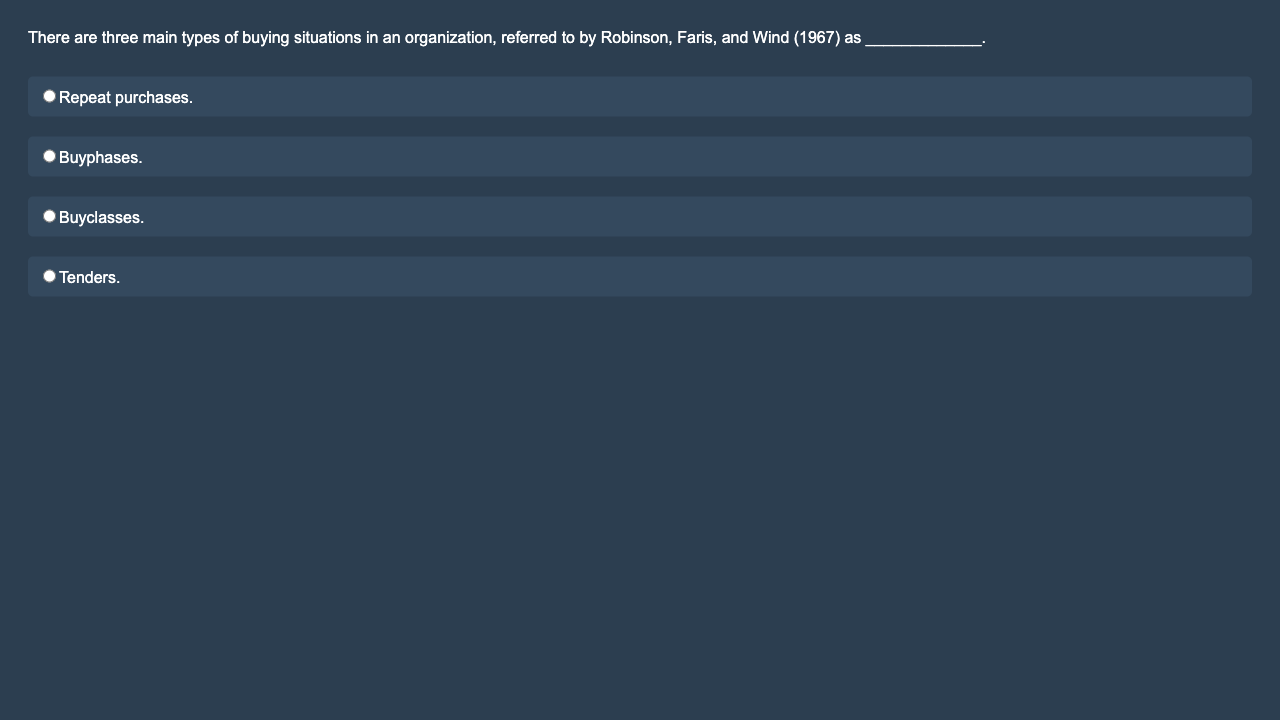 There are three main types of buying situations in an organization, referred to by Robinson, Faris, and Wind (1967) as _____________.
Repeat purchases.
Buyphases.
Buyclasses.
Tenders.